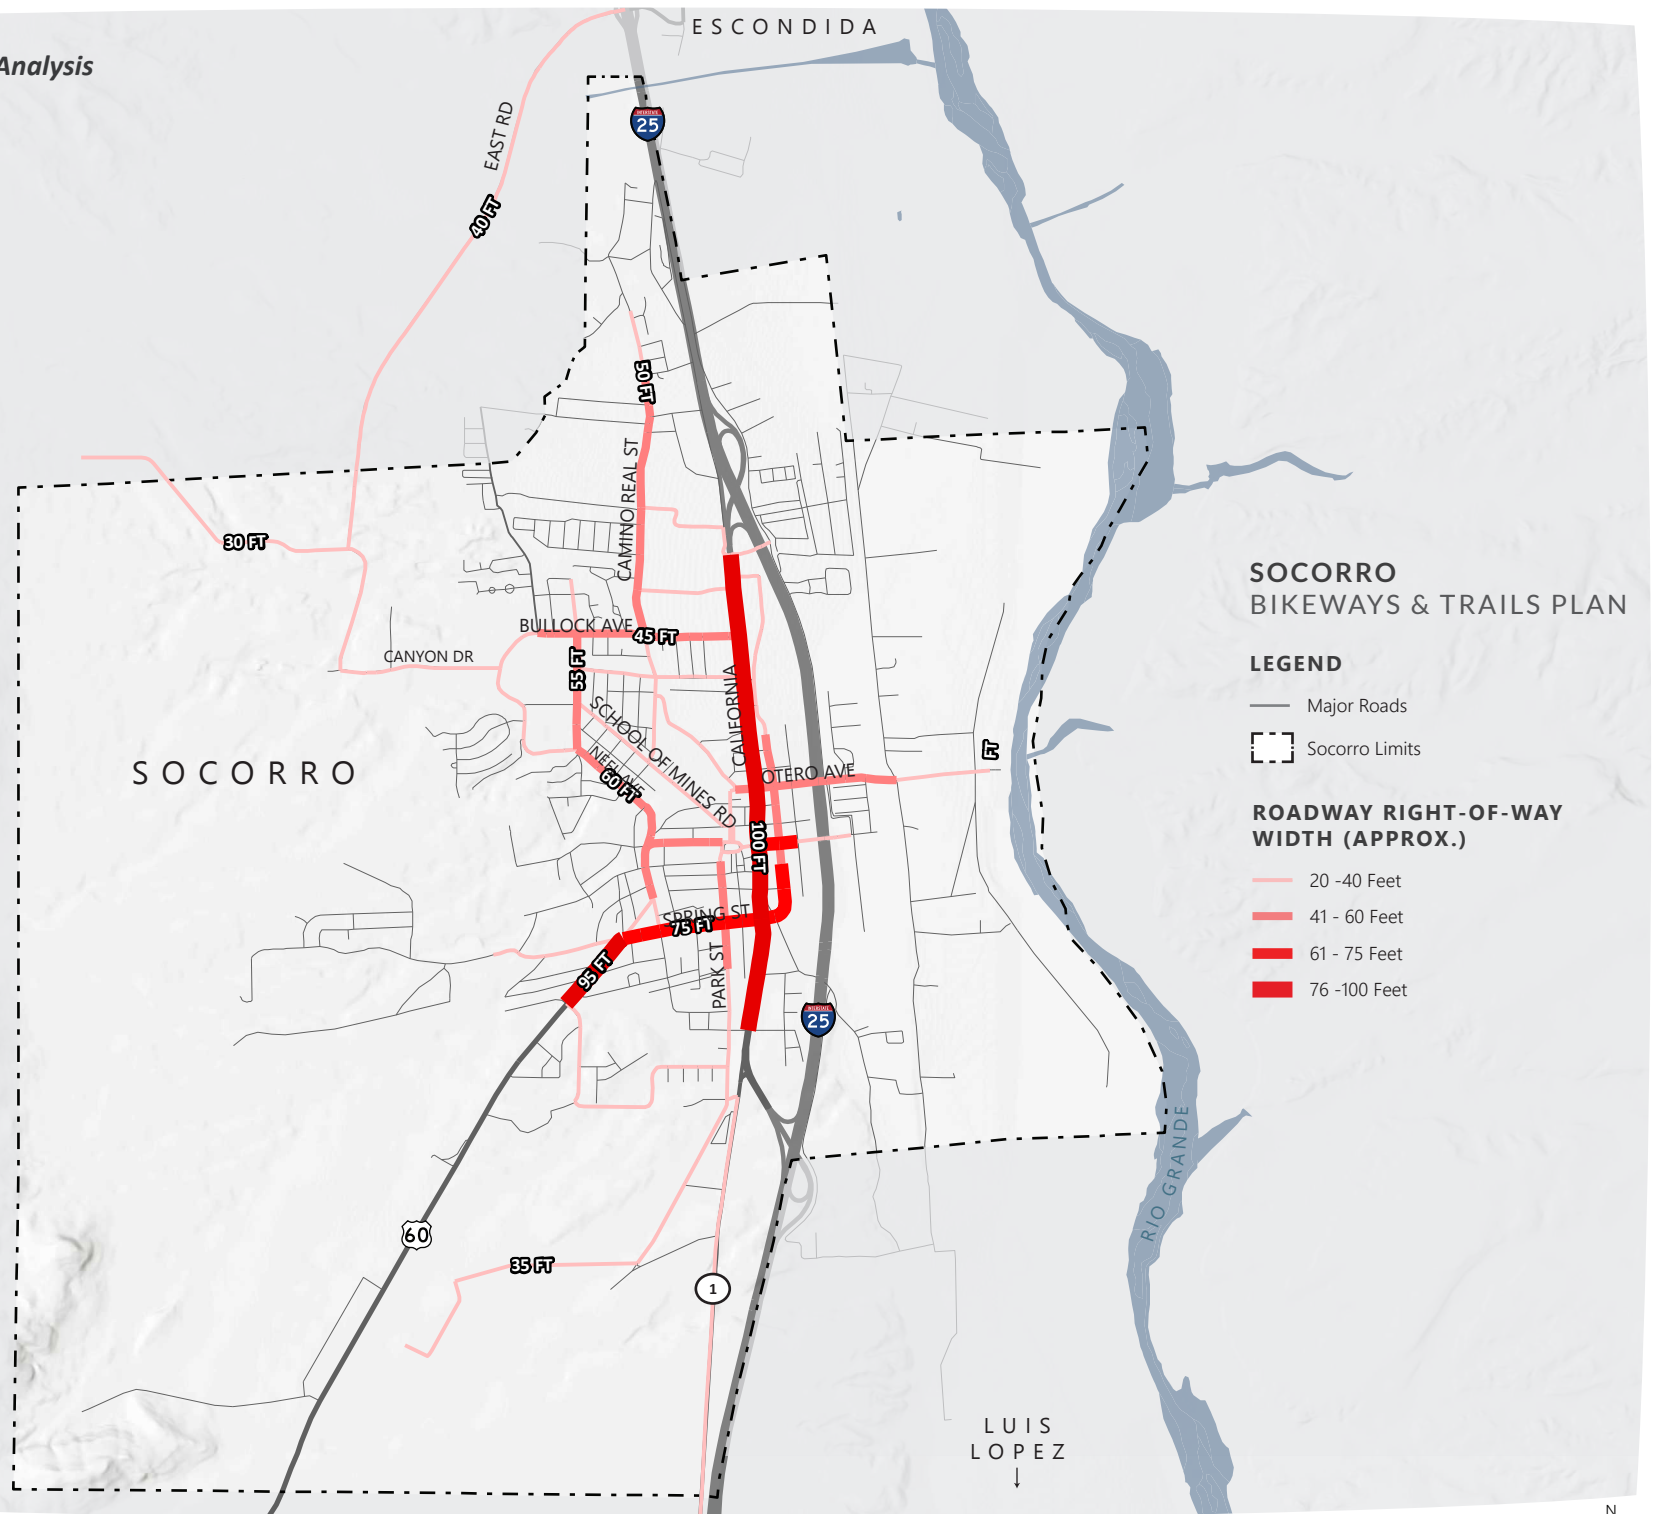 ESCONDIDA
Analysis
INTERSTATE
25
EAST RD
40 FT
50 FT
CAMINO REAL ST
30 FT
BULLOCK AVE
45 FT
CANYON DR
55 FT
CALIFORNIA
SCHOOL OF MINES RD
NEEL AVE
60 FT
OTERO AVE
FT
SOCORRO
100 FT
SPRING ST
75 FT
95 FT
PARK ST
INTERSTATE
25
60
35 FT
1
RIO GRANDE
LUIS
LOPEZ
SOCORRO
BIKEWAYS & TRAILS PLAN
LEGEND
Major Roads
Socorro Limits
ROADWAY RIGHT-OF-WAY
WIDTH (APPROX.)
20 -40 Feet
41 - 60 Feet
61 - 75 Feet
76 -100 Feet
N